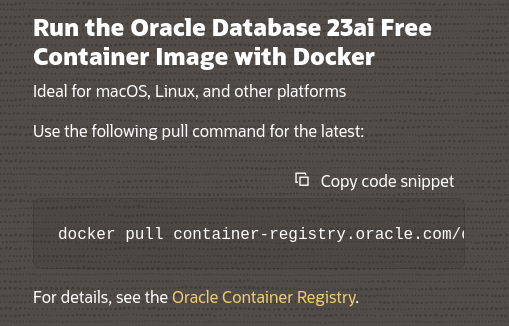 Run the Oracle Database 23ai Free
Container Image with Docker
Ideal for macOS, Linux, and other platforms
Use the following pull command for the latest:
Copy code snippet
docker pull container-registry.oracle.com/
For details, see the Oracle Container Registry.